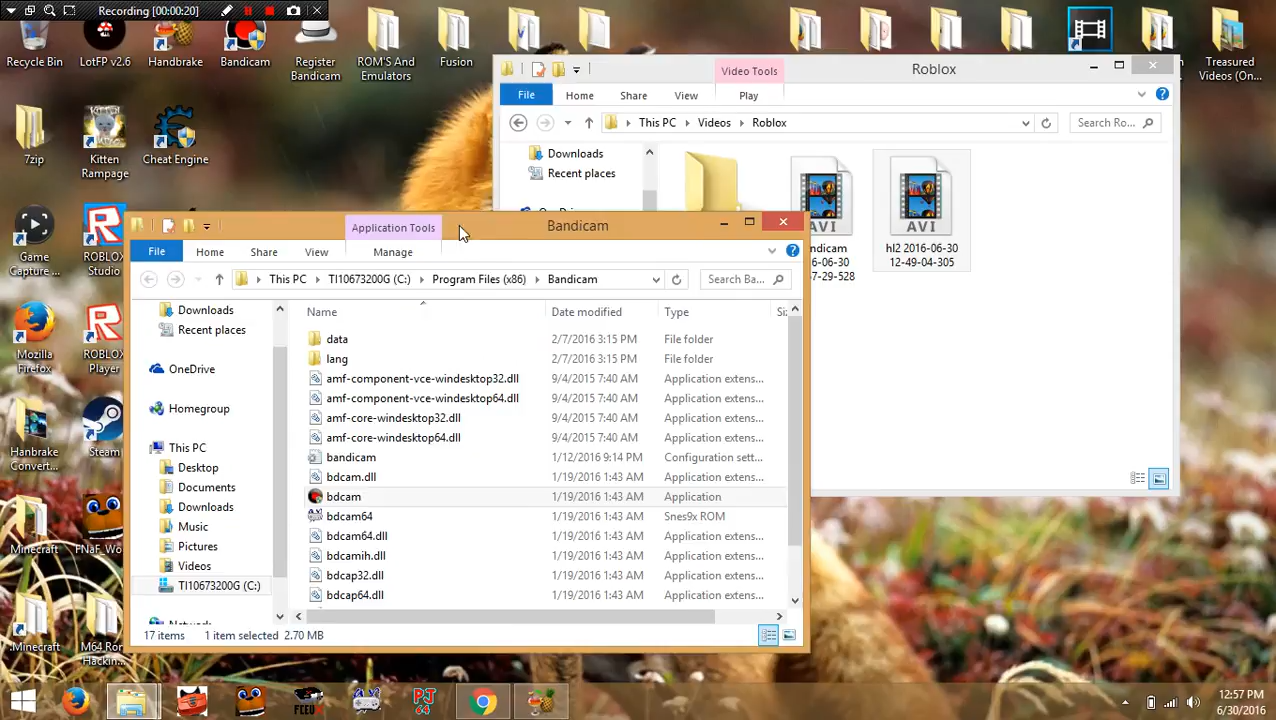 Recording [00:00:20]
Recycle Bin
LotFP v2.6
Handbrake
Bandicam
Register Bandicam
ROM'S And Emulators
Fusion
Treasured Videos (On...
7zip
Kitten Rampage
Cheat Engine
Game Capture ...
ROBLOX Studio
Mozilla Firefox
ROBLOX Player
Hanbrake Convert...
Steam
Minecraft
PNaF_Wo
.Minecraft
M64 Rom Hackin...
Video Tools
Roblox
File
Home
Share
View
Play
This PC
Videos
Roblox
Search Ro...
Downloads
Recent places
AVI
AVI
hl2 2016-06-30 12-49-04-305
Application Tools
Bandicam
File
Home
Share
View
Manage
This PC
TI10673200G (C:)
Program Files (x86)
Bandicam
Search Ba...
Downloads
Recent places
OneDrive
Homegroup
This PC
Desktop
Documents
Downloads
Music
Pictures
Videos
TI10673200G (C:)
Name Date modified Type
data 2/7/2016 3:15 PM File folder
lang 2/7/2016 3:15 PM File folder
amf-component-vce-windesktop32.dll 9/4/2015 7:40 AM Application extens...
amf-component-vce-windesktop64.dll 9/4/2015 7:40 AM Application extens...
amf-core-windesktop32.dll 9/4/2015 7:40 AM Application extens...
amf-core-windesktop64.dll 9/4/2015 7:40 AM Application extens...
bandicam 1/12/2016 9:14 PM Configuration sett...
bdcam.dll 1/19/2016 1:43 AM Application extens...
bdcam 1/19/2016 1:43 AM Application
bdcam64 1/19/2016 1:43 AM Snes9x ROM
bdcam64.dll 1/19/2016 1:43 AM Application extens...
bdcamih.dll 1/19/2016 1:43 AM Application extens...
bdcap32.dll 1/19/2016 1:43 AM Application extens...
bdcap64.dll 1/19/2016 1:43 AM Application extens...
17 items 1 item selected 2.70 MB
FCEU
PJ 64
12:57 PM
6/30/2016